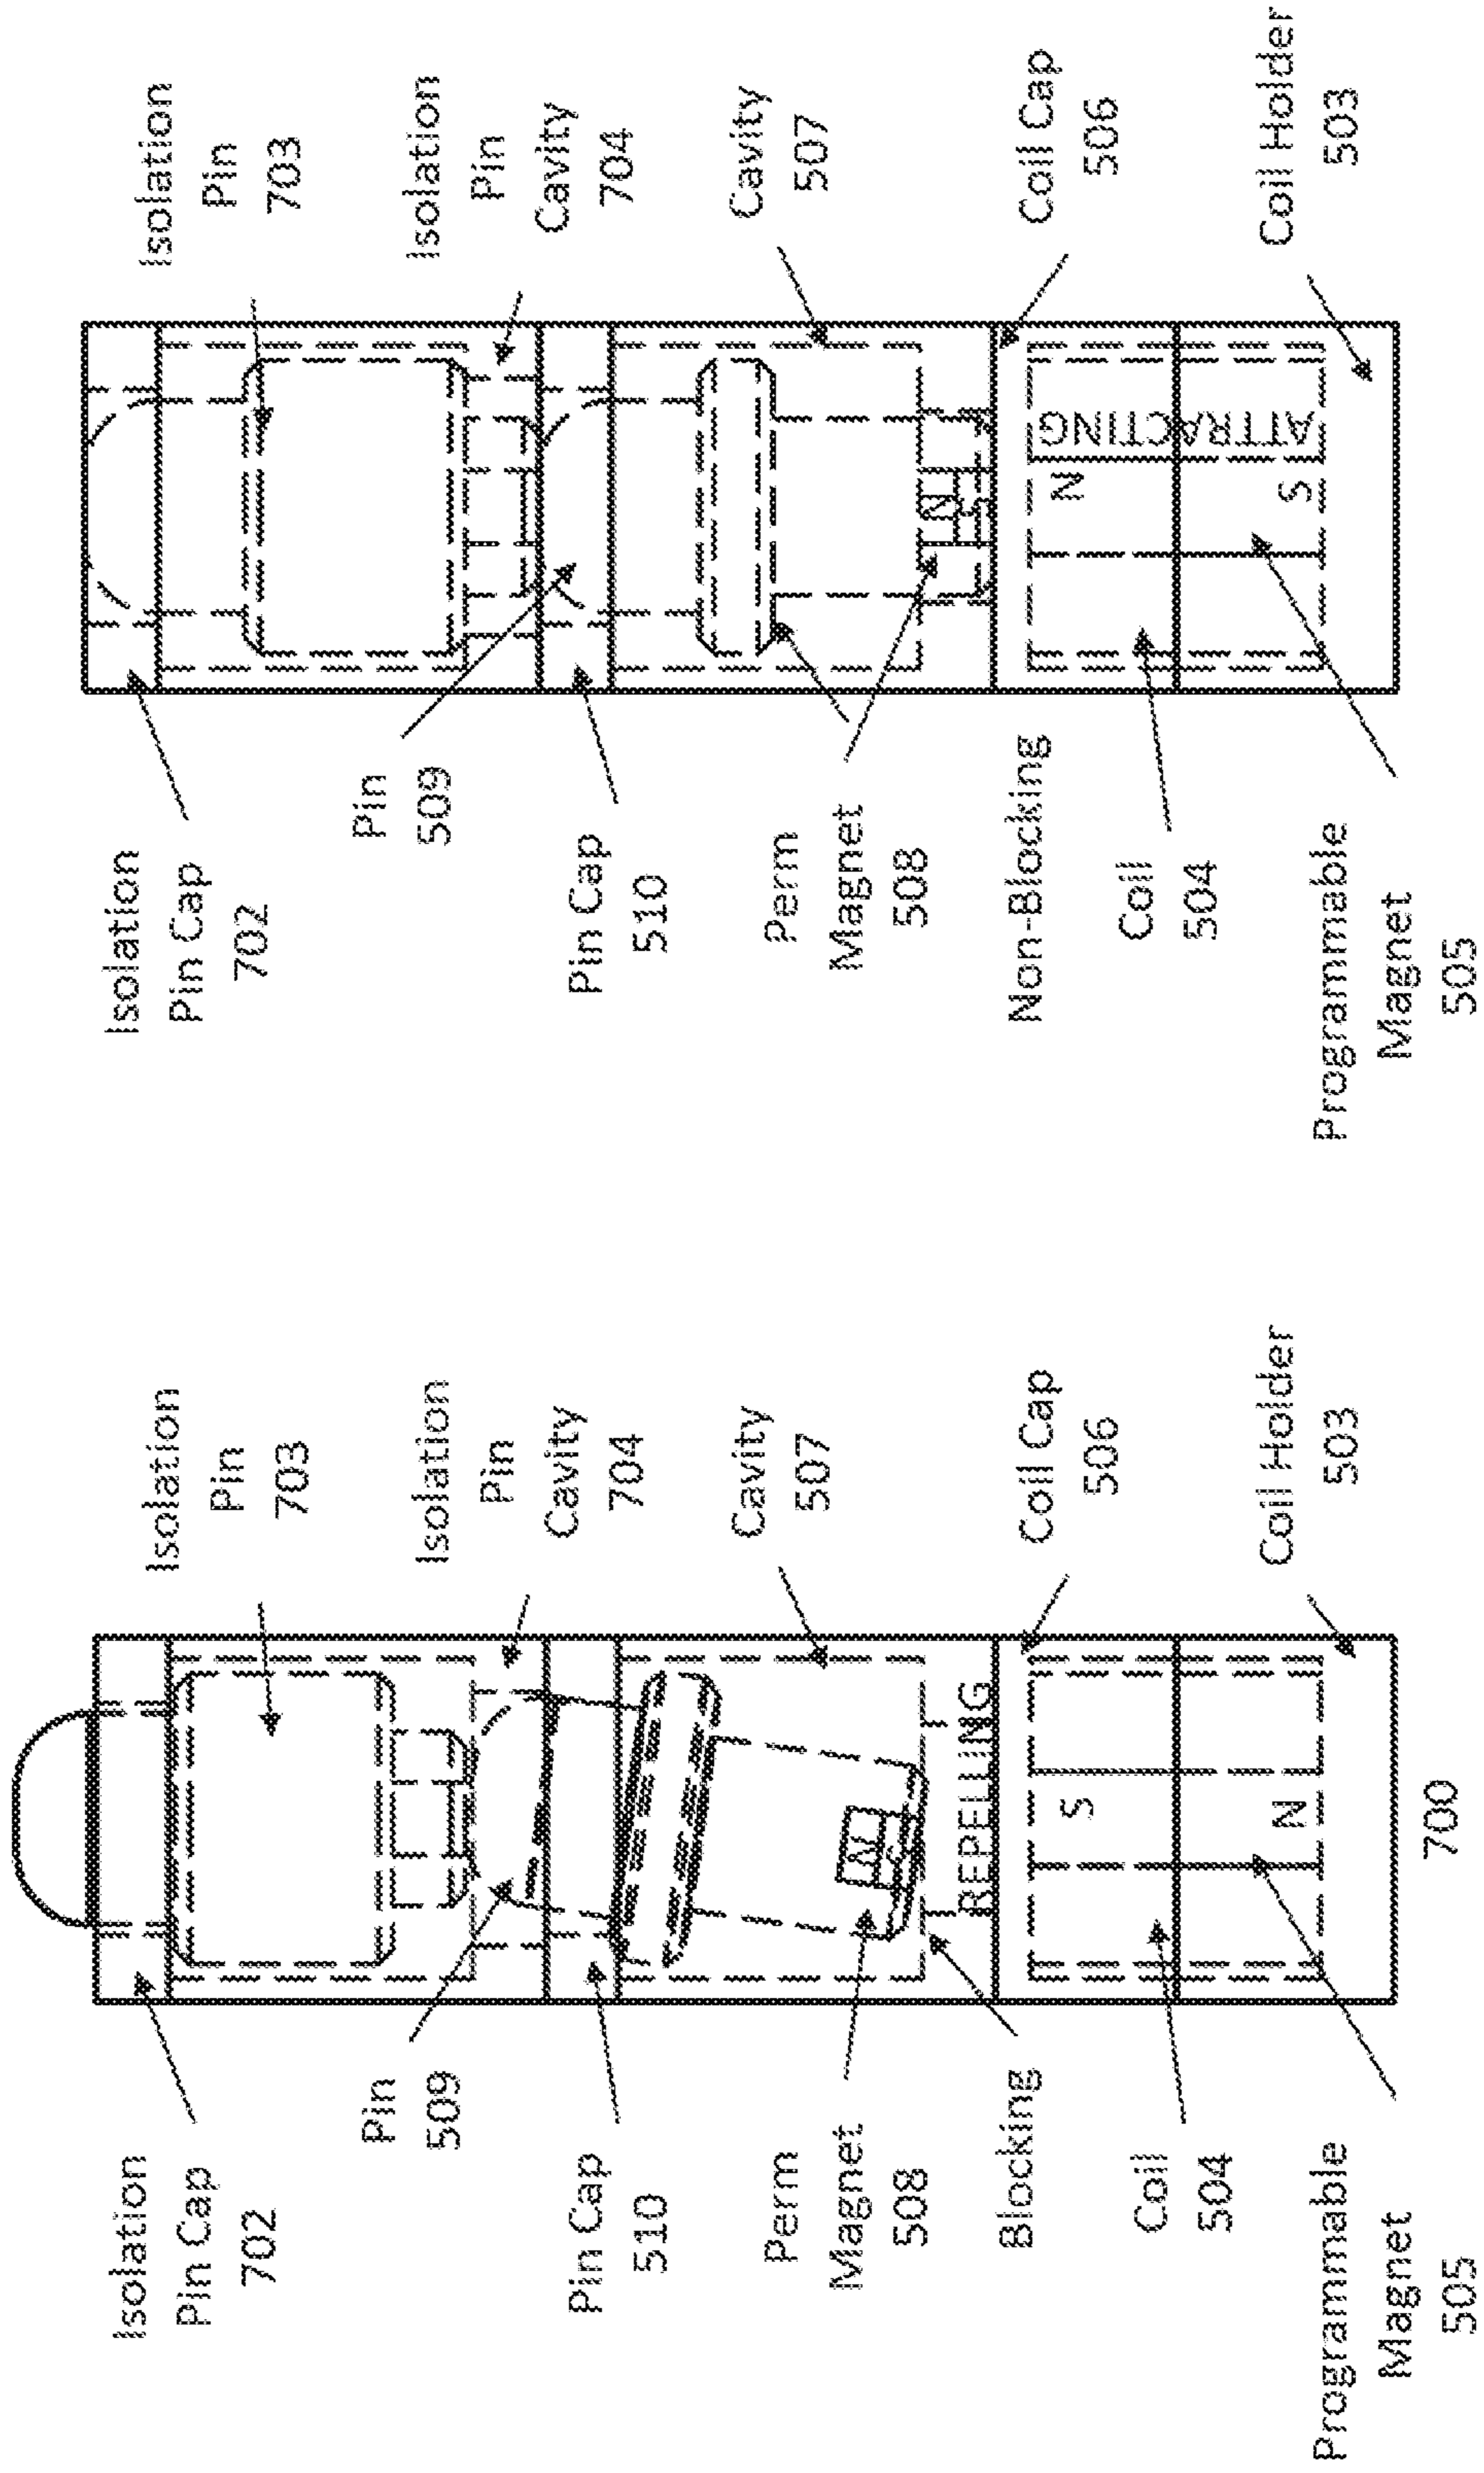 Isolation
Pin Cap
702
Pin
509
Pin Cap
510
Perm
Magnet
508
Blocking
Coil
504
Programmable
Magnet
505
N
REPELLING
S
N
700
Isolation
Pin
703
Isolation
Pin
Cavity
704
Cavity
507
Coil Cap
506
Coil Holder
503
Isolation
Pin Cap
702
Pin
509
Pin Cap
510
Perm
Magnet
508
Non-Blocking
Coil
504
Programmable
Magnet
505
N
N
S
ATTRACTING
Isolation
Pin
703
Isolation
Pin
Cavity
704
Cavity
507
Coil Cap
506
Coil Holder
503